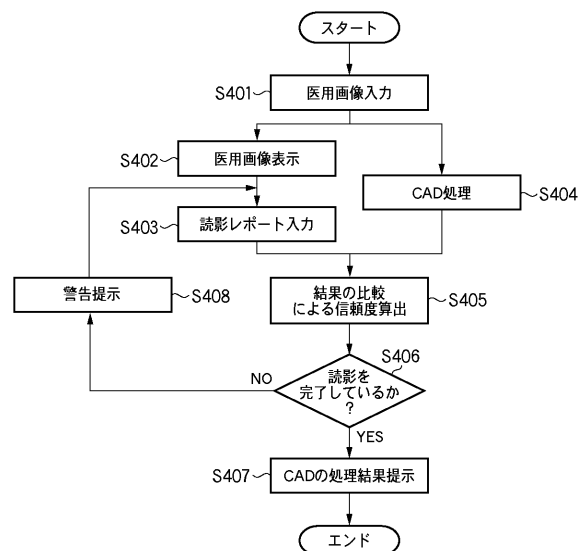 スタート
S401
医用画像入力
S402
医用画像表示
S404
CAD処理
S403
読影レポート入力
S408
警告提示
S405
結果の比較
による信頼度算出
S406
読影を
完了しているか
?
NO
YES
S407
CADの処理結果提示
エンド